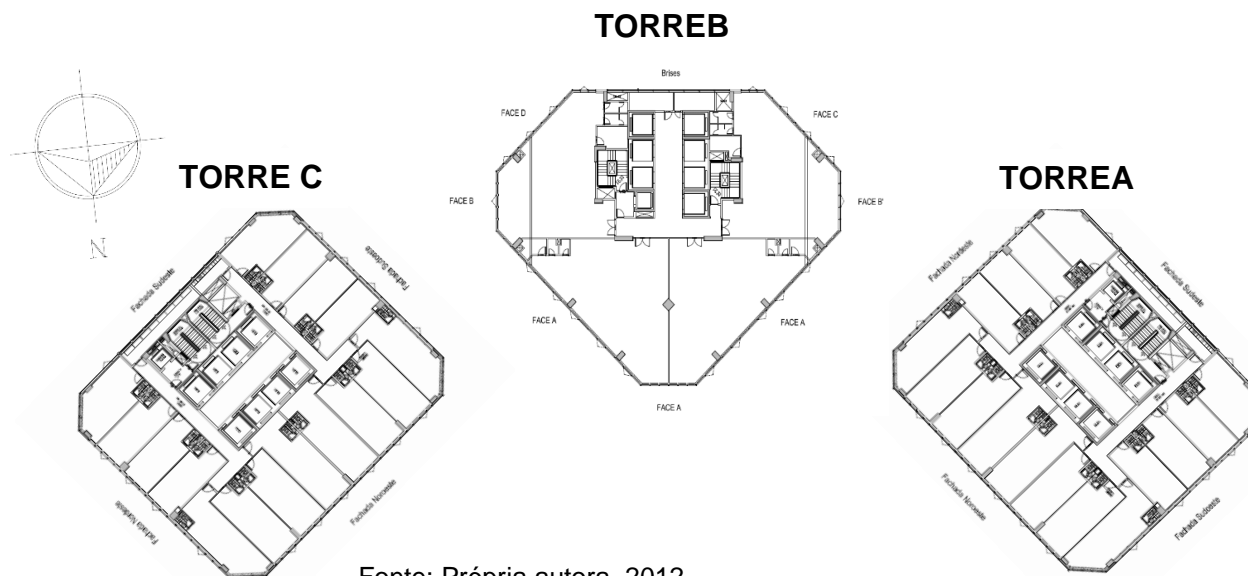 TORREB
Brises
FACE D
FACE C
FACE B
FACE B'
FACE A
FACE A
FACE A
N
TORRE C
Fachada Sudeste
Fachada Sudoeste
Fachada Nordeste
Fachada Noroeste
TORREA
Fachada Nordeste
Fachada Sudeste
Fachada Noroeste
Fachada Sudoeste
Fonte: Própria autora, 2012